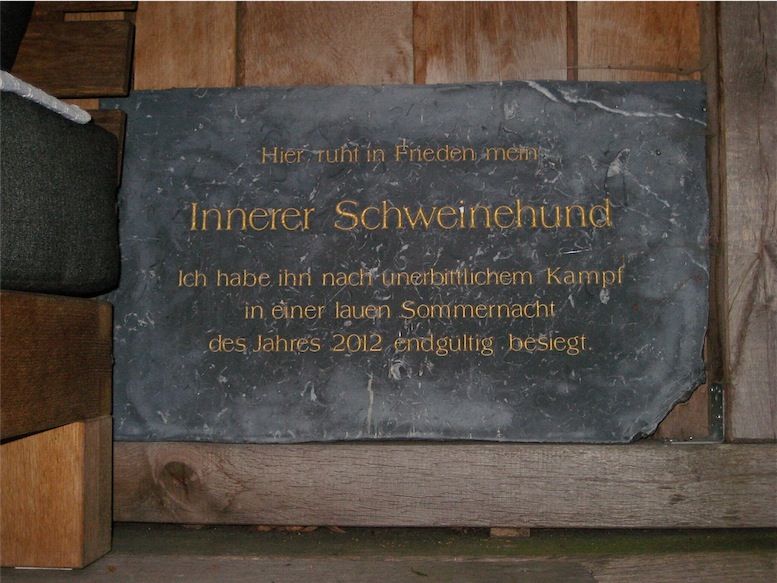 Hier ruht in Frieden mein
Innerer Schweinehund
Ich habe ihn nach unerbittlichem Kampf
in einer lauen Sommernacht
des Jahres 2012 endgültig besiegt.